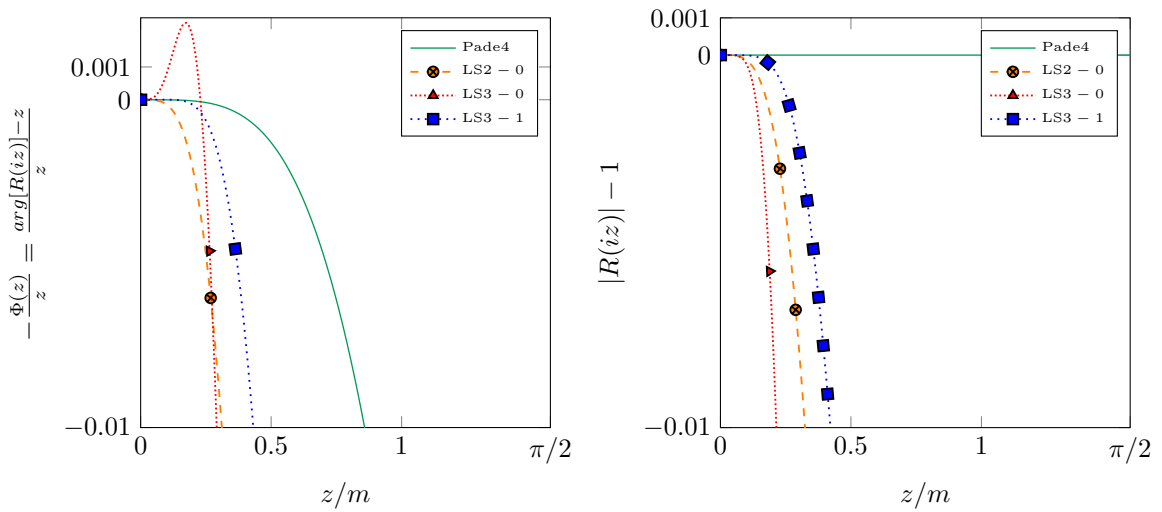 0.001
0
−0.01
0
0.5
1
π/2
z/m
−Φ(z)/z = arg[R(iz)]−z/z
Pade4
LS2 − 0
LS3 − 0
LS3 − 1
0.001
0
−0.01
0
0.5
1
π/2
z/m
|R(iz)| − 1
Pade4
LS2 − 0
LS3 − 0
LS3 − 1